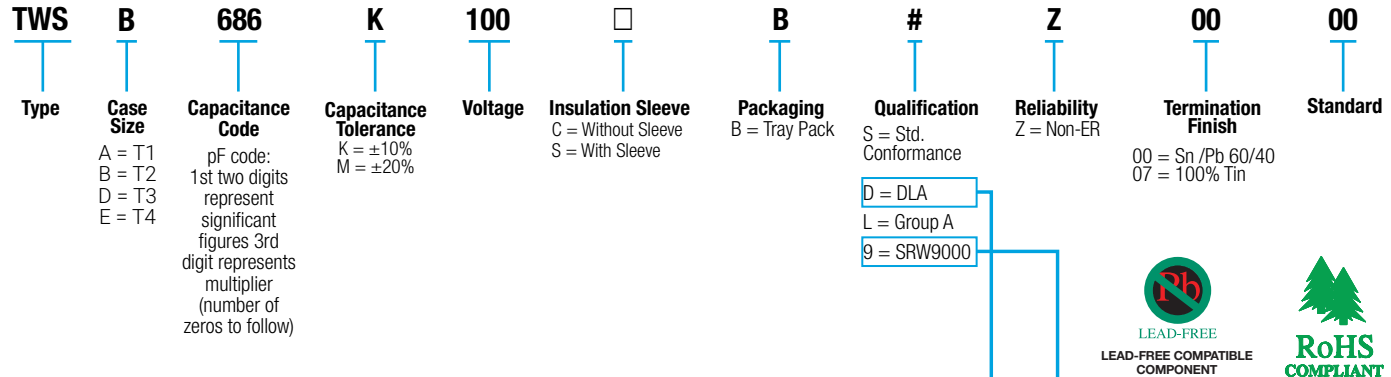 TWS B 686 K 100 □ B # Z 00 00
Type
Case
Size
A = T1
B = T2
D = T3
E = T4
Capacitance
Code
pF code:
1st two digits
represent
significant
figures 3rd
digit represents
multiplier
(number of
zeros to follow)
Capacitance
Tolerance
K = ±10%
M = ±20%
Voltage
Insulation Sleeve
C = Without Sleeve
S = With Sleeve
Packaging
B = Tray Pack
Qualification
S = Std.
Conformance
D = DLA
L = Group A
9 = SRW9000
Reliability
Z = Non-ER
Termination
Finish
00 = Sn /Pb 60/40
07 = 100% Tin
Standard
Pb
LEAD-FREE
LEAD-FREE COMPATIBLE
COMPONENT
RoHS
COMPLIANT